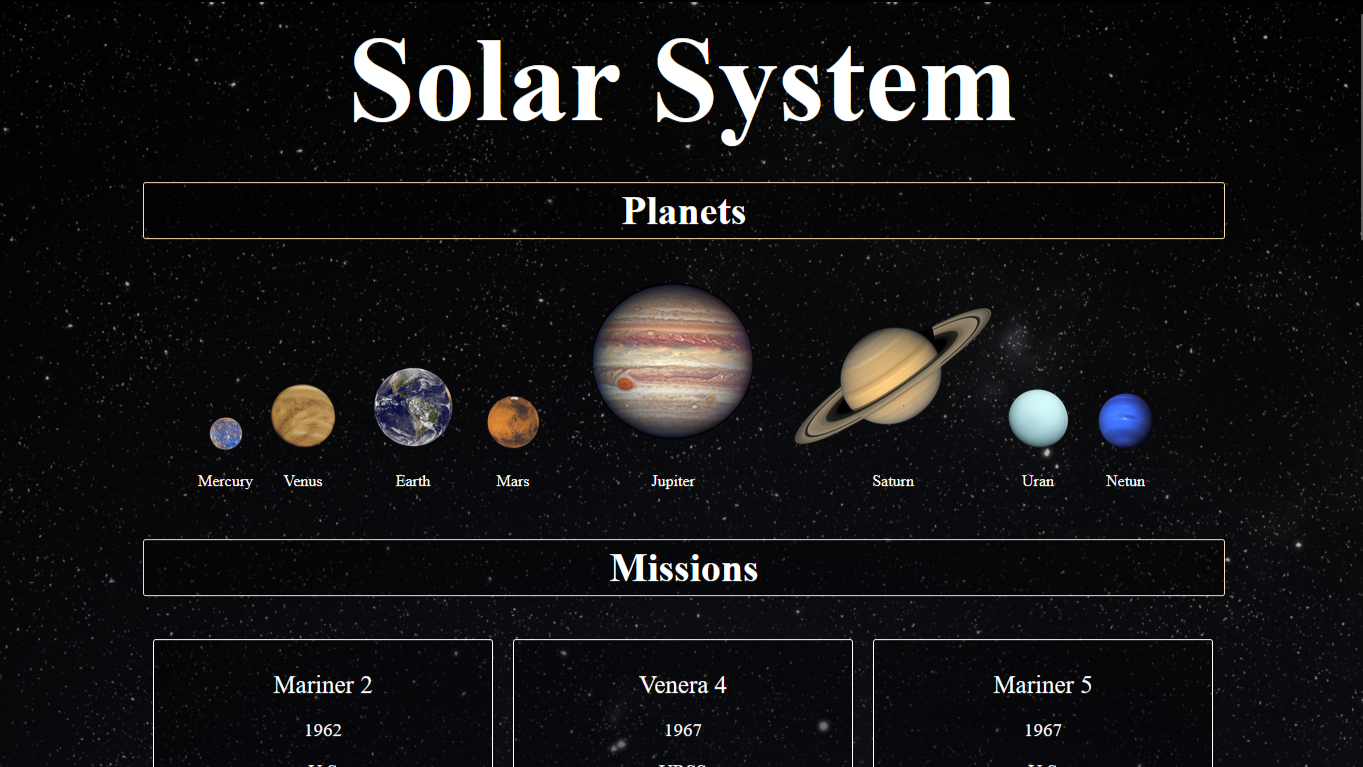 Solar System
Planets
Mercury Venus Earth Mars Jupiter Saturn Uran Netun
Missions
Mariner 2 Venera 4 Mariner 5
1962 1967 1967